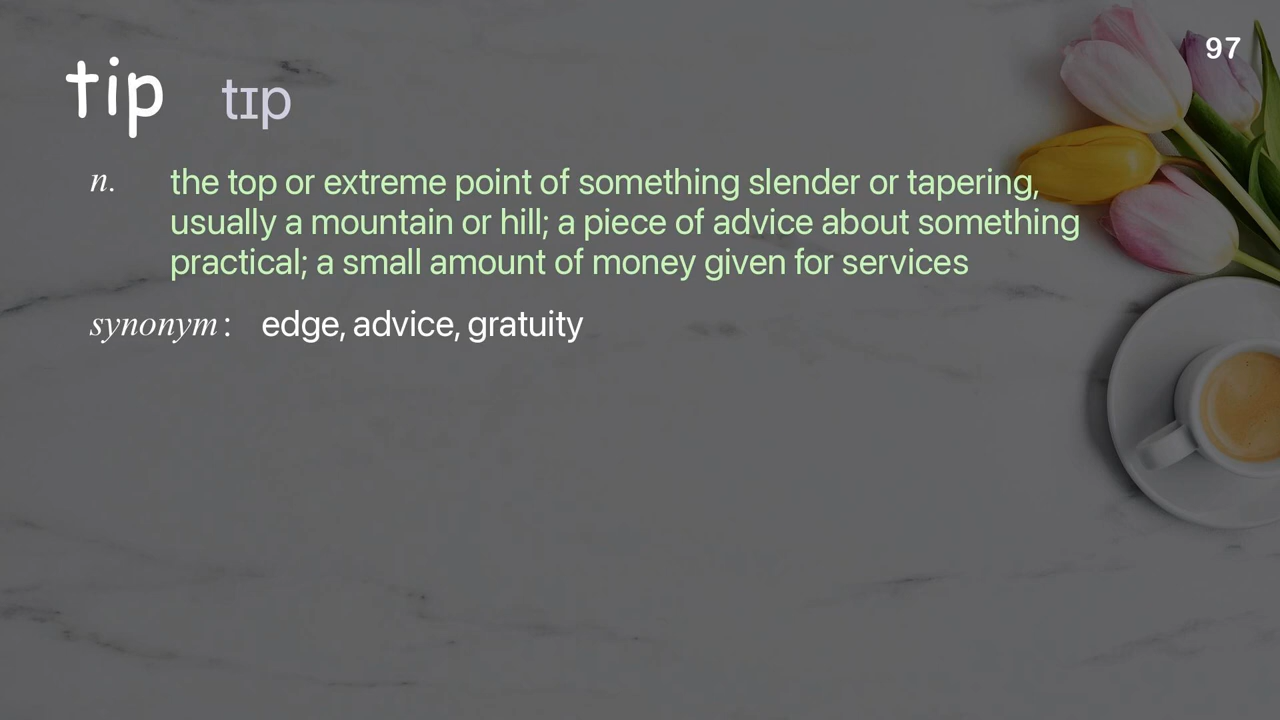 97
tip tɪp
n. the top or extreme point of something slender or tapering,
usually a mountain or hill; a piece of advice about something
practical; a small amount of money given for services
synonym: edge, advice, gratuity